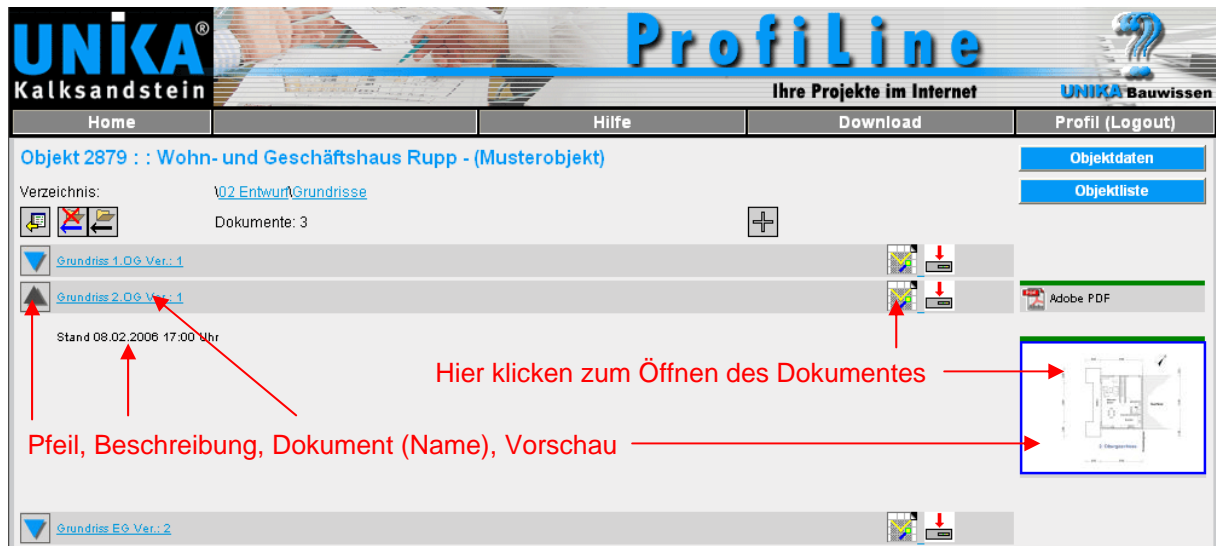 UNIKA®
Kalksandstein
ProfiLine
Ihre Projekte im Internet
UNIKA Bauwissen
Home
Hilfe
Download
Profil (Logout)
Objekt 2879 : : Wohn- und Geschäftshaus Rupp - (Musterobjekt)
Objektdaten
Verzeichnis:
\02 Entwurf\Grundrisse
Objektliste
Dokumente: 3
Grundriss 1.OG Ver.: 1
Grundriss 2.OG Ver.: 1
Adobe PDF
Stand 08.02.2006 17:00 Uhr
Hier klicken zum Öffnen des Dokumentes
Pfeil, Beschreibung, Dokument (Name), Vorschau
Grundriss EG Ver.: 2